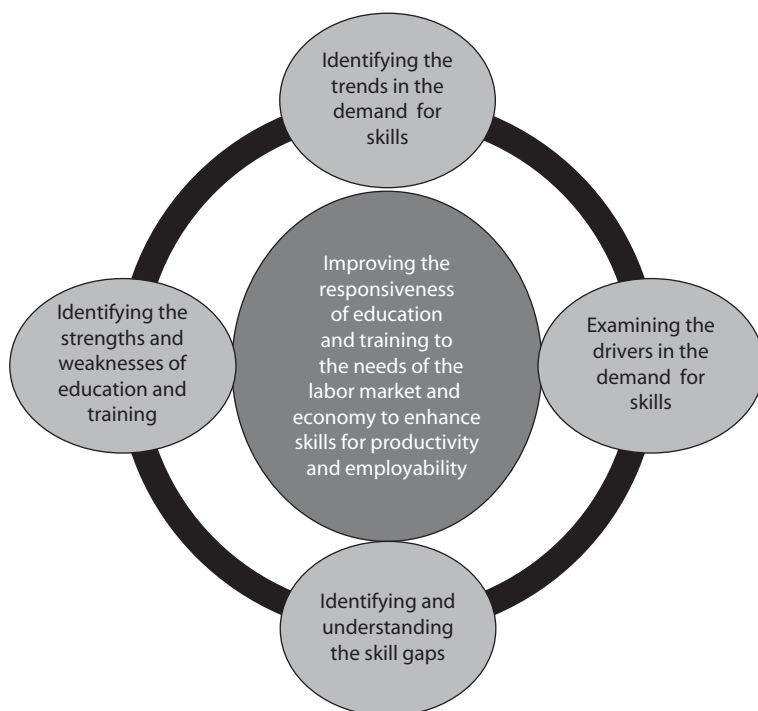 Identifying the
trends in the
demand for
skills
Improving the
responsiveness
of education
and training to
the needs of the
labor market and
economy to enhance
skills for productivity
and employability
Identifying the
strengths and
weaknesses of
education and
training
Examining the
drivers in the
demand for
skills
Identifying and
understanding
the skill gaps